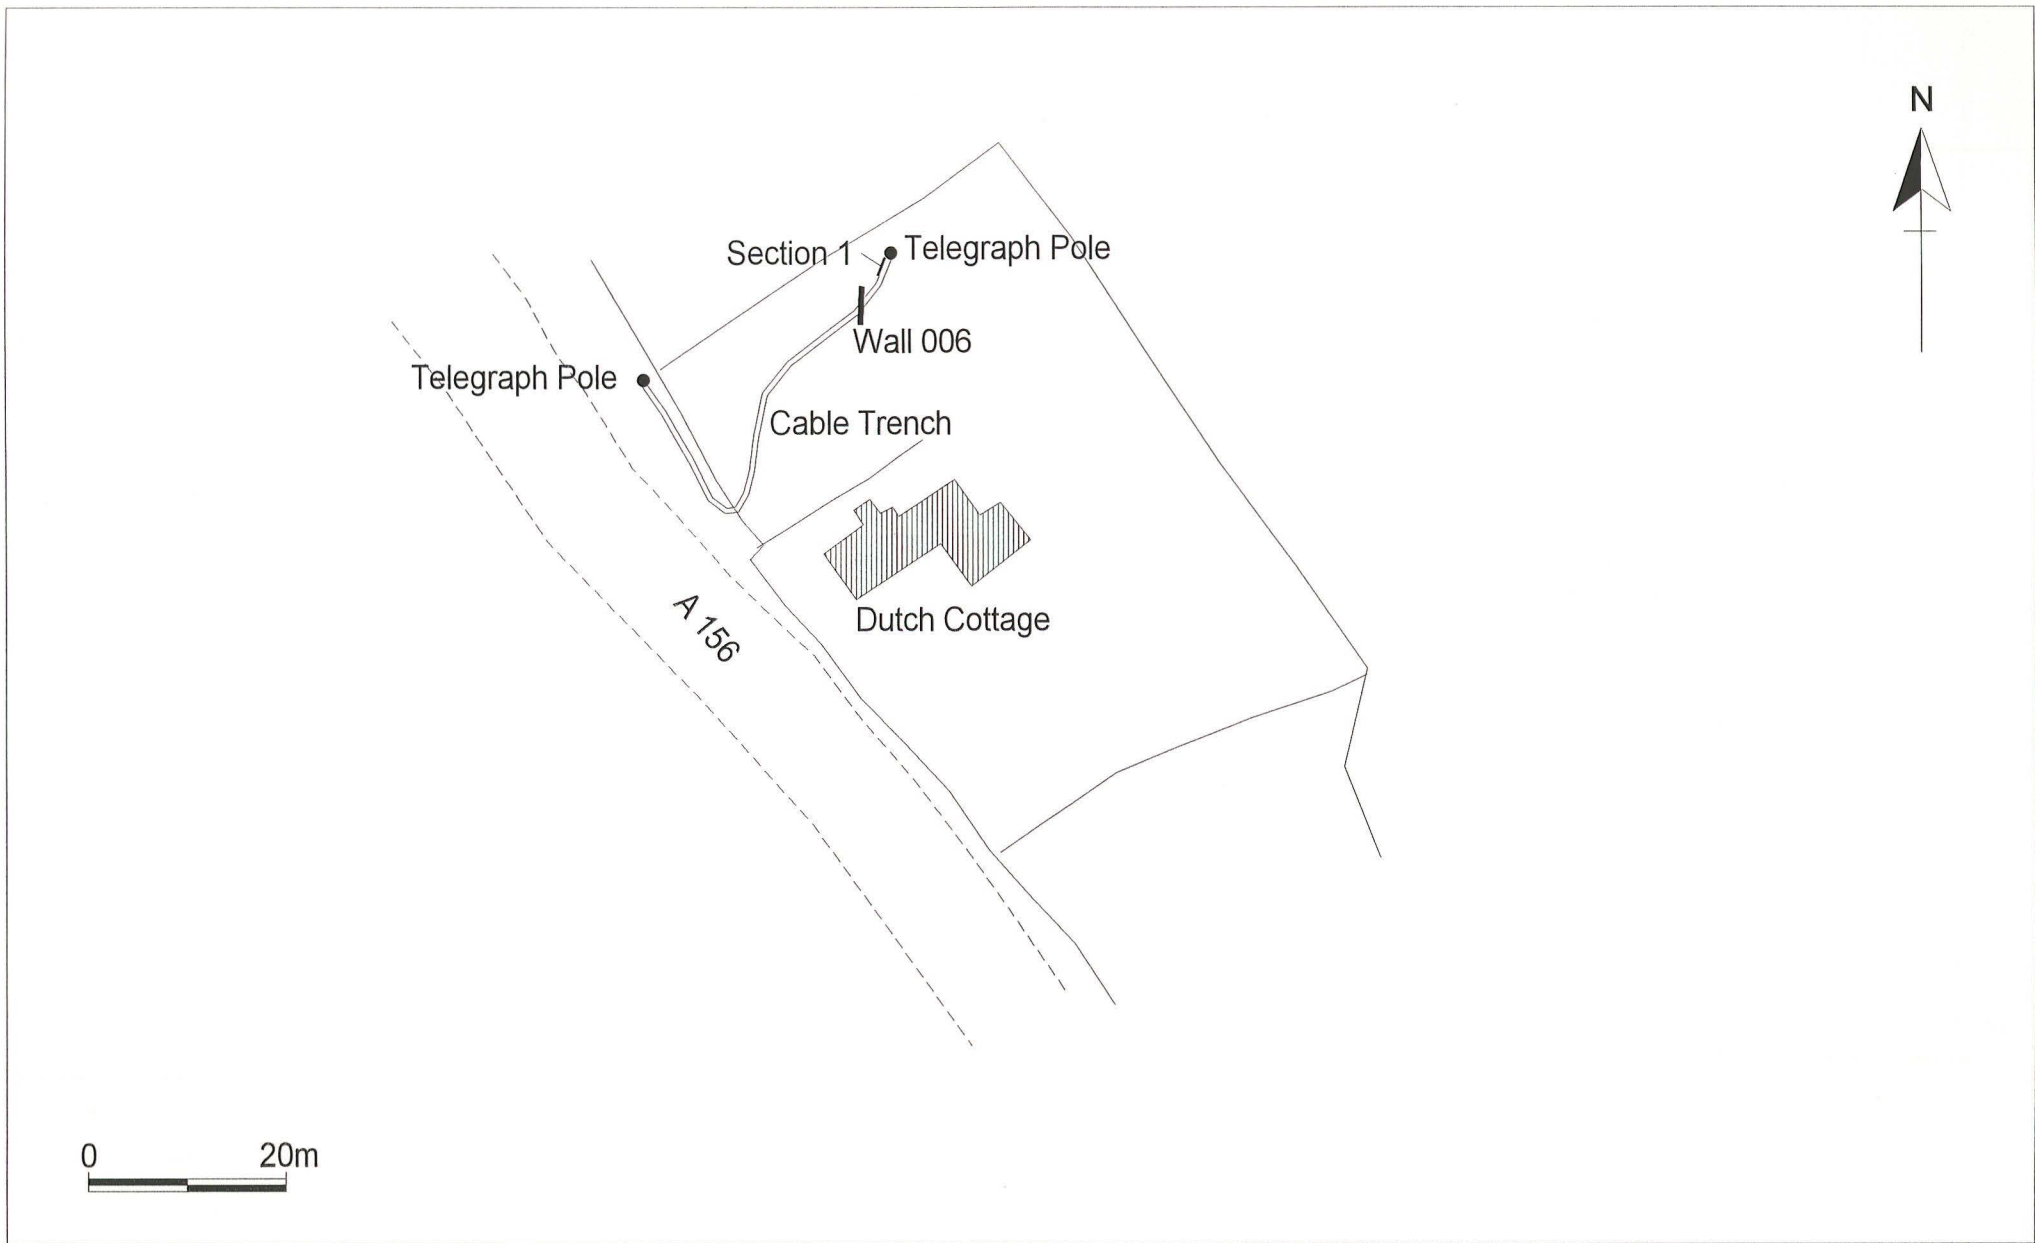 N
Section 1
Telegraph Pole
Wall 006
Telegraph Pole
Cable Trench
A 156
Dutch Cottage
0
20m